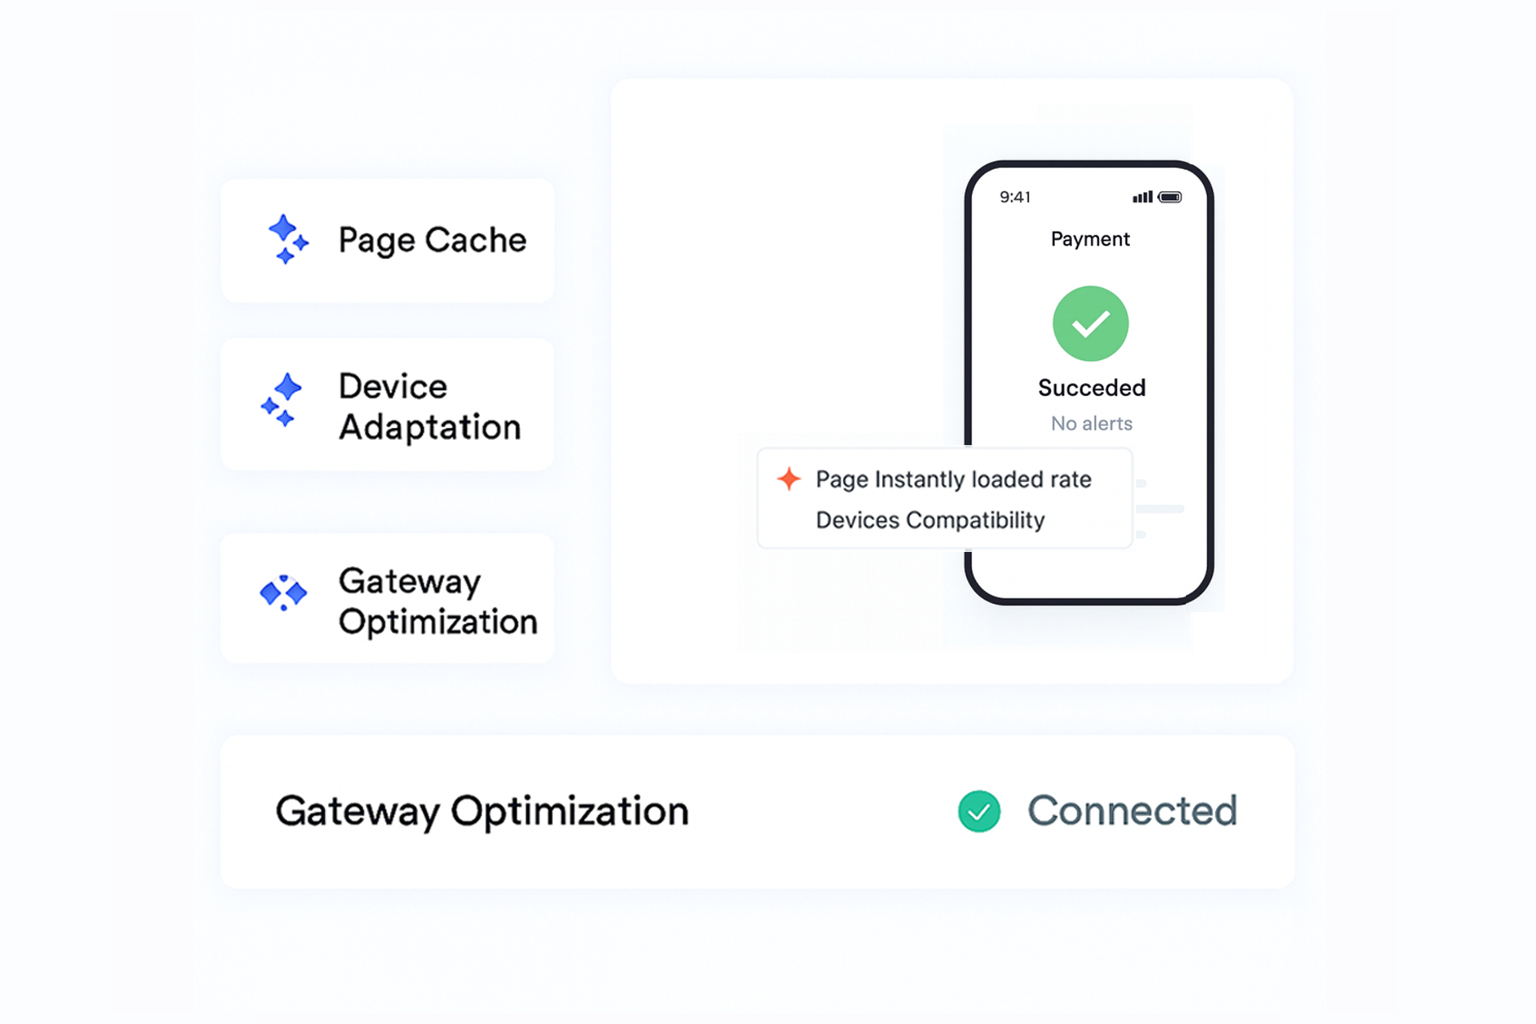 Page Cache
Device
Adaptation
Gateway
Optimization
9:41
Payment
Succeded
No alerts
Page Instantly loaded rate
Devices Compatibility
Gateway Optimization
Connected